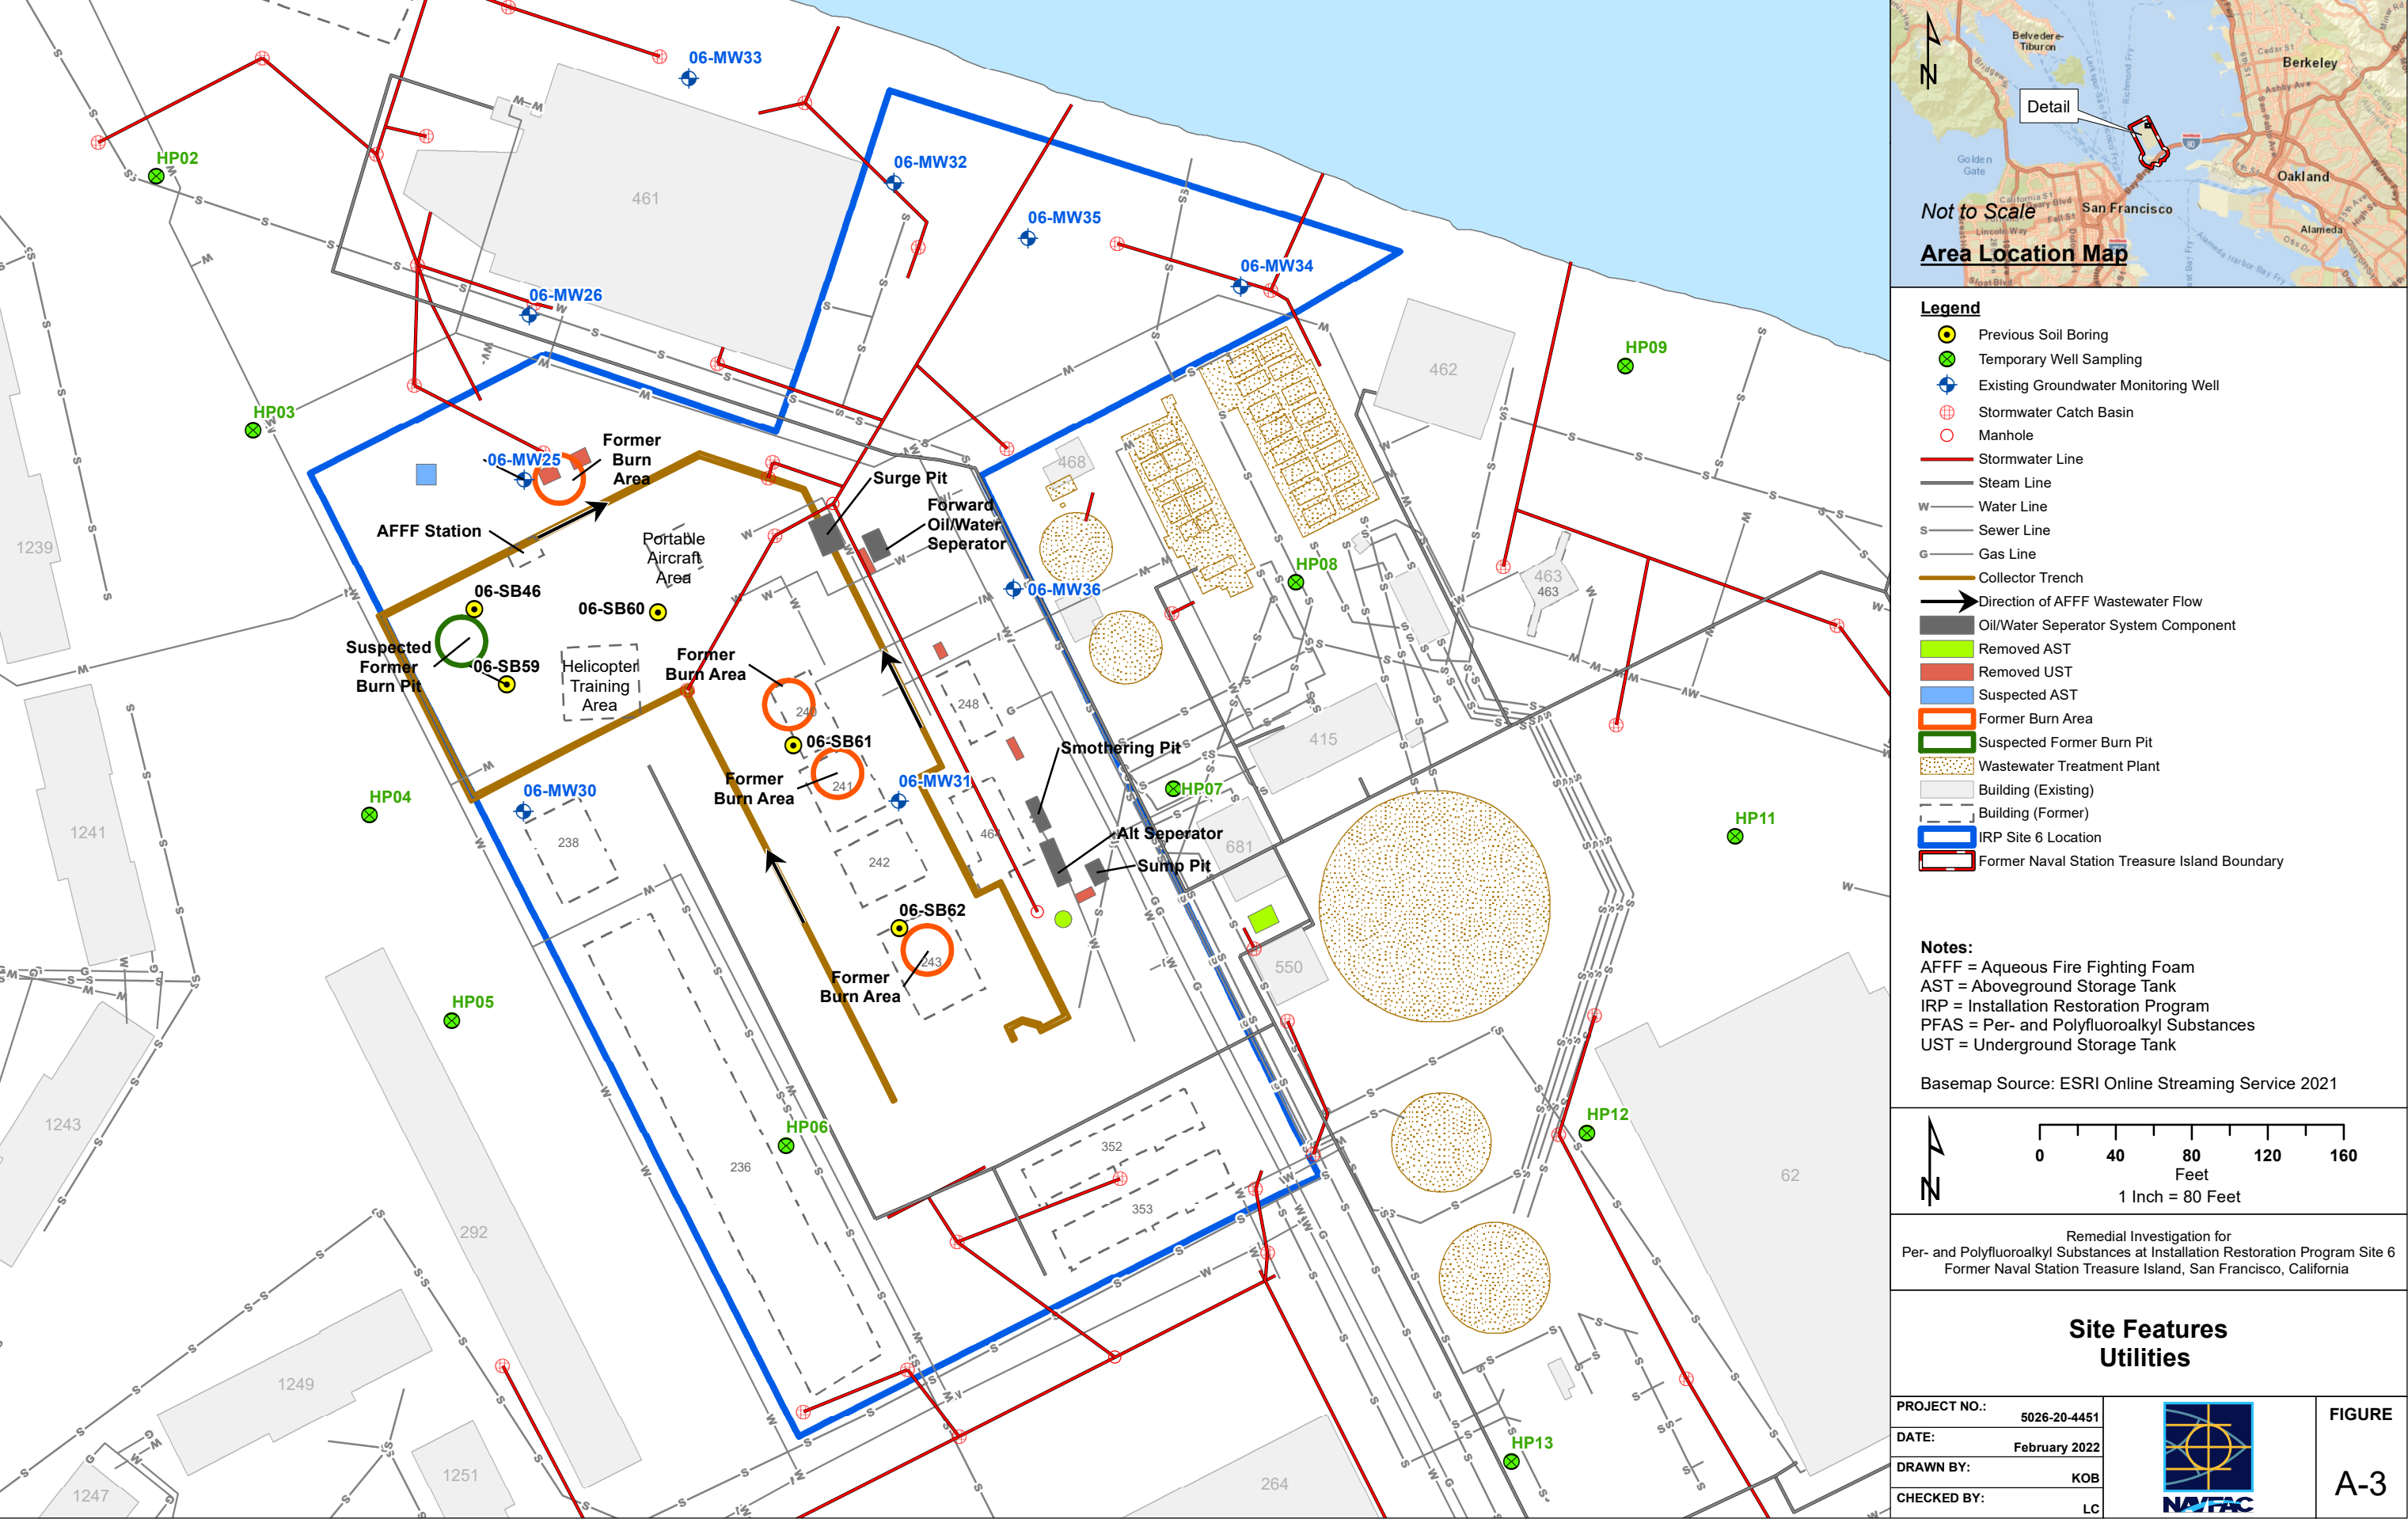 06-MW33
HP02
06-MW32
461
06-MW35
06-MW34
06-MW26
HP09
462
HP03
Former
Burn
Area
06-MW25
468
Surge Pit
Forward
Oil/Water
Seperator
AFFF Station
Portable
Aircraft
Area
1239
HP08
463
463
06-MW36
06-SB46
06-SB60
Suspected
Former
Burn Pit
06-SB59
Helicopter
Training
Area
Former
Burn Area
240
248
06-SB61
Smothering Pit
415
Former
Burn Area
241
06-MW31
06-MW30
HP07
HP04
HP11
1241
238
242
464
Alt Seperator
Sump Pit
681
06-SB62
243
550
Former
Burn Area
HP05
1243
HP06
HP12
236
352
353
292
62
1249
HP13
1251
1247
264
N
Belvedere-
Tiburon
Berkeley
Cedar St
Ashby Ave
Detail
Golden
Gate
Oakland
San Francisco
California St
Geary Blvd
Fell St
Lincoln Way
Alameda
Not to Scale
Area Location Map
Legend
Previous Soil Boring
Temporary Well Sampling
Existing Groundwater Monitoring Well
Stormwater Catch Basin
Manhole
Stormwater Line
Steam Line
W Water Line
S Sewer Line
G Gas Line
Collector Trench
Direction of AFFF Wastewater Flow
Oil/Water Seperator System Component
Removed AST
Removed UST
Suspected AST
Former Burn Area
Suspected Former Burn Pit
Wastewater Treatment Plant
Building (Existing)
Building (Former)
IRP Site 6 Location
Former Naval Station Treasure Island Boundary
Notes:
AFFF = Aqueous Fire Fighting Foam
AST = Aboveground Storage Tank
IRP = Installation Restoration Program
PFAS = Per- and Polyfluoroalkyl Substances
UST = Underground Storage Tank
Basemap Source: ESRI Online Streaming Service 2021
N
0 40 80 120 160
Feet
1 Inch = 80 Feet
Remedial Investigation for
Per- and Polyfluoroalkyl Substances at Installation Restoration Program Site 6
Former Naval Station Treasure Island, San Francisco, California
Site Features
Utilities
PROJECT NO.:
5026-20-4451
DATE:
February 2022
DRAWN BY:
KOB
CHECKED BY:
LC
NAVFAC
FIGURE
A-3